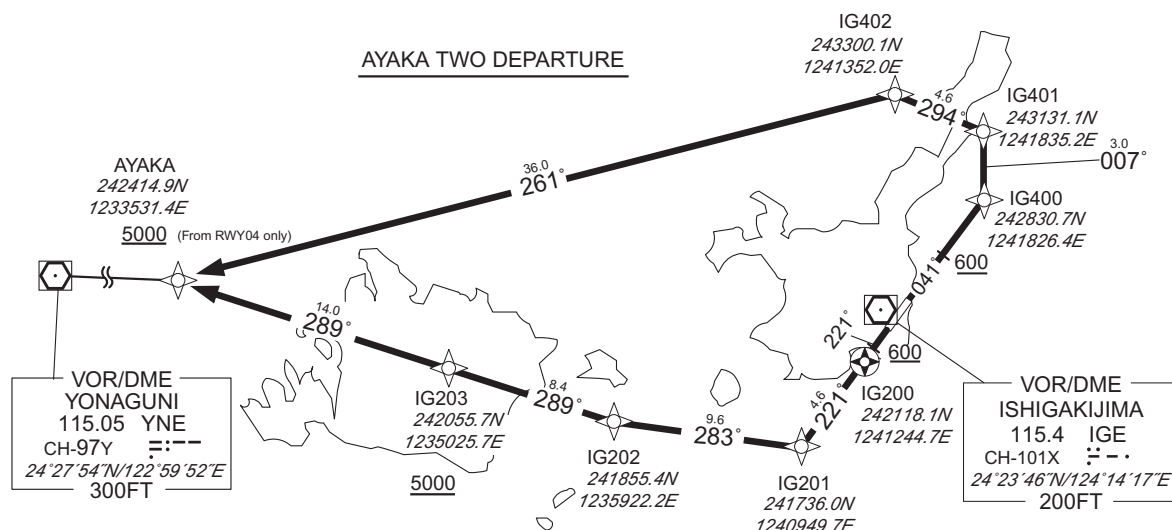 AYAKA TWO DEPARTURE
IG402
243300.1N
1241352.0E
4.6
294°
IG401
243131.1N
1241835.2E
3.0
007°
36.0
261°
AYAKA
242414.9N
1233531.4E
5000 (From RWY04 only)
IG400
242830.7N
1241826.4E
600
041°
221°
600
14.0
289°
IG200
242118.1N
1241244.7E
4.6
221°
IG203
242055.7N
1235025.7E
5000
8.4
289°
IG202
241855.4N
1235922.2E
9.6
283°
IG201
241736.0N
1240949.7E
VOR/DME
YONAGUNI
115.05 YNE
CH-97Y
24°27´54˝N/122°59´52˝E
300FT
VOR/DME
ISHIGAKIJIMA
115.4 IGE
CH-101X
24°23´46˝N/124°14´17˝E
200FT